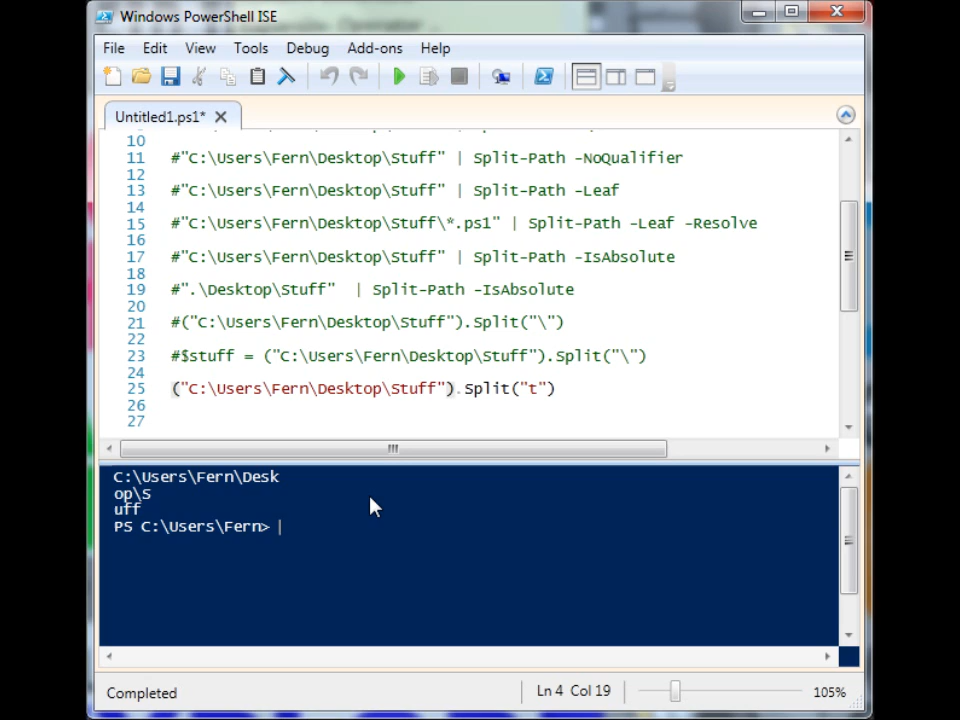 Windows PowerShell ISE
File Edit View Tools Debug Add-ons Help
Untitled1.ps1*
10
11 #"C:\Users\Fern\Desktop\Stuff" | Split-Path -NoQualifier
12
13 #"C:\Users\Fern\Desktop\Stuff" | Split-Path -Leaf
14
15 #"C:\Users\Fern\Desktop\Stuff\*.ps1" | Split-Path -Leaf -Resolve
16
17 #"C:\Users\Fern\Desktop\Stuff" | Split-Path -IsAbsolute
18
19 #".\Desktop\Stuff"  | Split-Path -IsAbsolute
20
21 #("C:\Users\Fern\Desktop\Stuff").Split("\")
22
23 #$stuff = ("C:\Users\Fern\Desktop\Stuff").Split("\")
24
25 ("C:\Users\Fern\Desktop\Stuff").Split("t")
26
27
C:\Users\Fern\Desk
op\S
uff
PS C:\Users\Fern>
Completed Ln 4 Col 19 105%